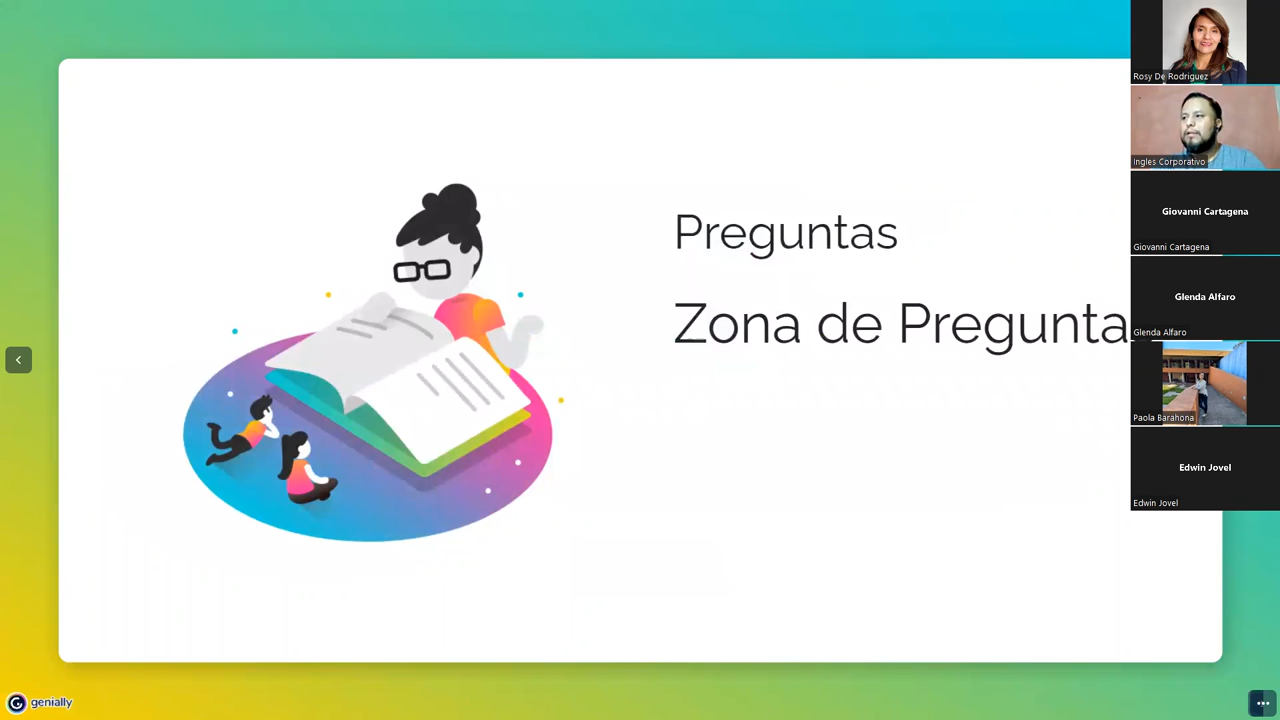 Preguntas
Zona de Pregunta
Rosy De Rodriguez
Ingles Corporativo
Giovanni Cartagena
Giovanni Cartagena
Glenda Alfaro
Glenda Alfaro
Paola Barahona
Edwin Jovel
Edwin Jovel
genially